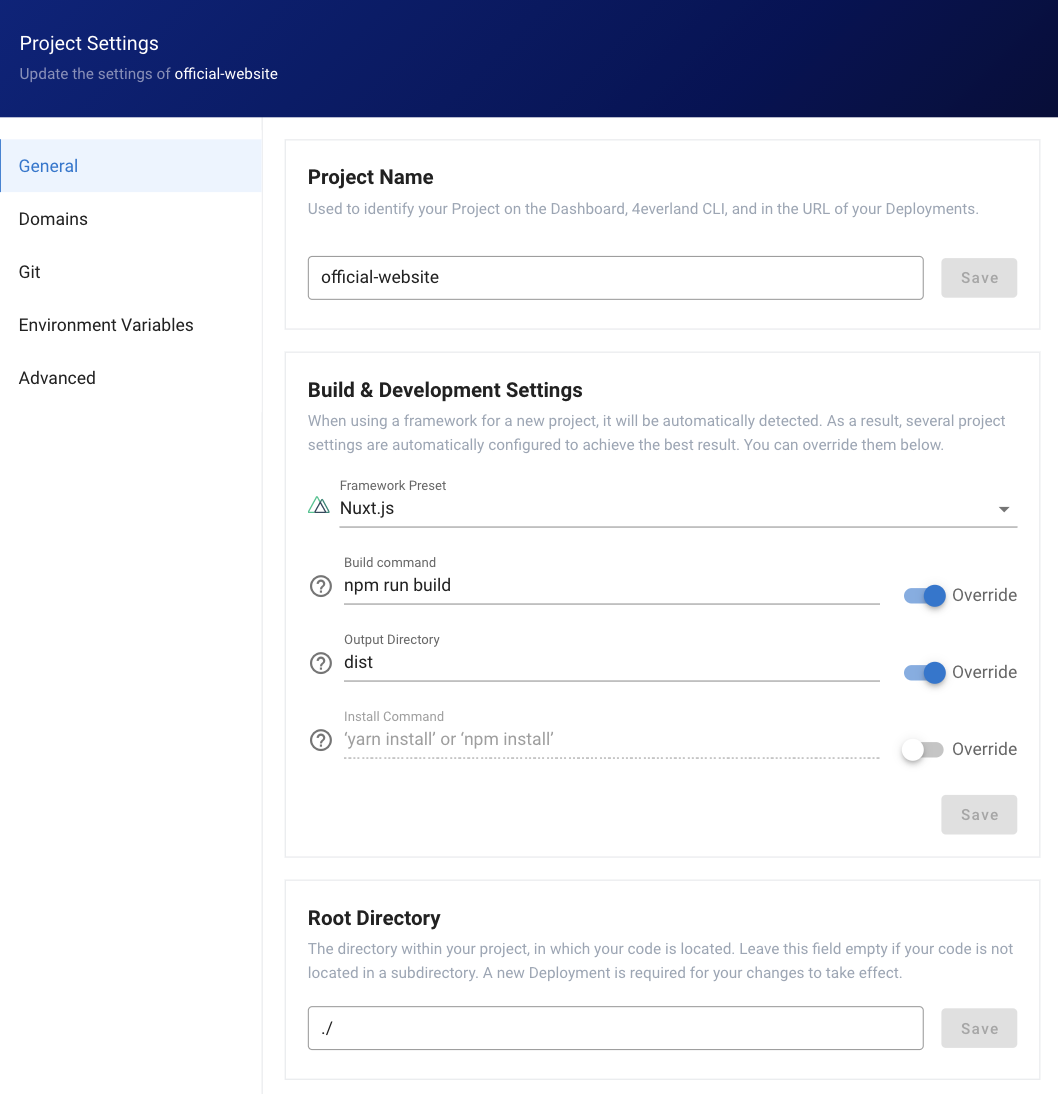 Project Settings
Update the settings of official-website
General
Domains
Git
Environment Variables
Advanced
Project Name
Used to identify your Project on the Dashboard, 4everland CLI, and in the URL of your Deployments.
official-website
Save
Build & Development Settings
When using a framework for a new project, it will be automatically detected. As a result, several project
settings are automatically configured to achieve the best result. You can override them below.
Framework Preset
Nuxt.js
Build command
npm run build
Override
Output Directory
dist
Override
Install Command
‘yarn install’ or ‘npm install’
Override
Save
Root Directory
The directory within your project, in which your code is located. Leave this field empty if your code is not
located in a subdirectory. A new Deployment is required for your changes to take effect.
./
Save